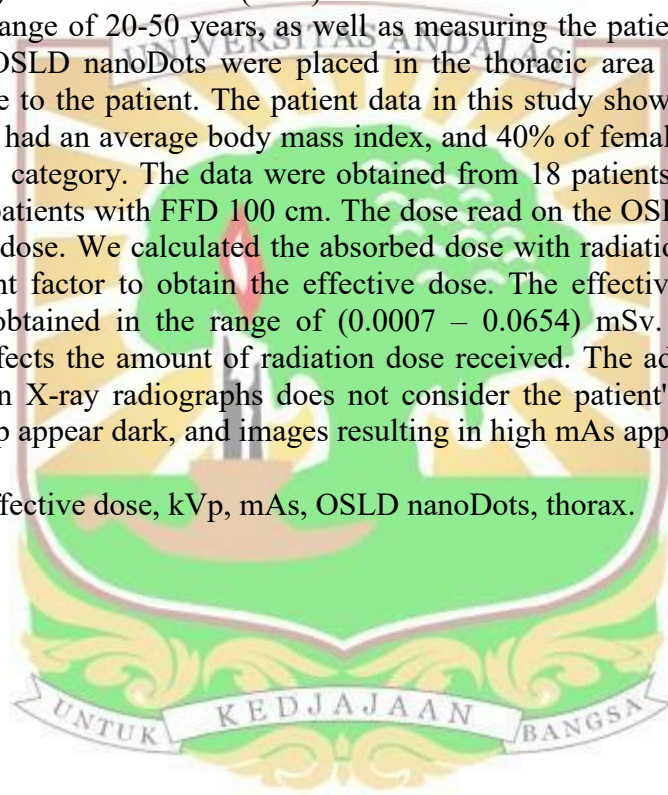 ange of 20-50 years, as well as measuring the patie
UNIVERSITAS ANDALAS
OSLD nanoDots were placed in the thoracic area
e to the patient. The patient data in this study show
had an average body mass index, and 40% of femal
category. The data were obtained from 18 patients
patients with FFD 100 cm. The dose read on the OSI
dose. We calculated the absorbed dose with radiatio
nt factor to obtain the effective dose. The effectiv
obtained in the range of (0.0007 – 0.0654) mSv.
ffects the amount of radiation dose received. The ad
n X-ray radiographs does not consider the patient'
p appear dark, and images resulting in high mAs app
ffective dose, kVp, mAs, OSLD nanoDots, thorax.
UNTUK KEDJAJAAN BANGSA